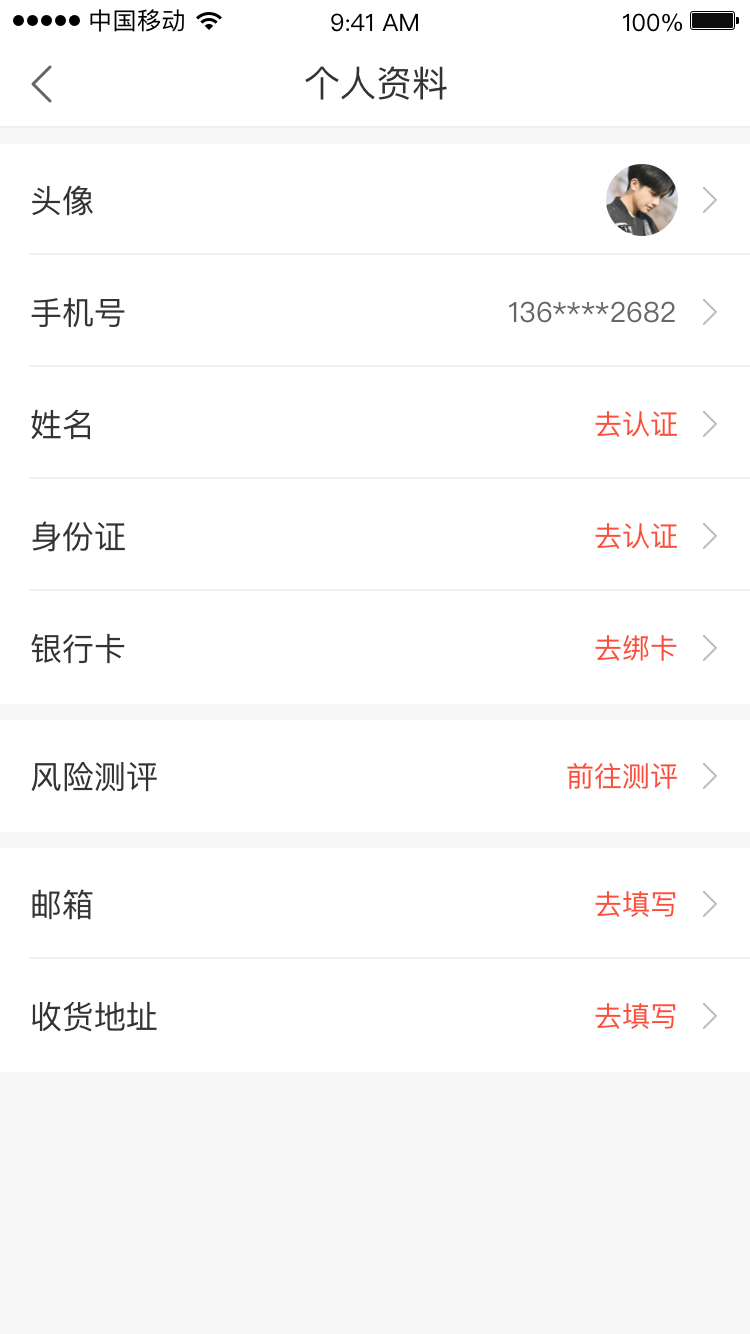 中国移动 9:41 AM 100%
个人资料
头像
手机号 136****2682
姓名 去认证
身份证 去认证
银行卡 去绑卡
风险测评 前往测评
邮箱 去填写
收货地址 去填写